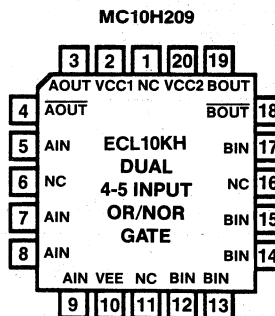 MC10H209
3 2 1 20 19
AOUT VCC1 NC VCC2 BOUT
4 AOUT BOUT 18
5 AIN BIN 17
6 NC NC 16
7 AIN BIN 15
8 AIN BIN 14
ECL10KH
DUAL
4-5 INPUT
OR/NOR
GATE
AIN VEE NC BIN BIN
9 10 11 12 13